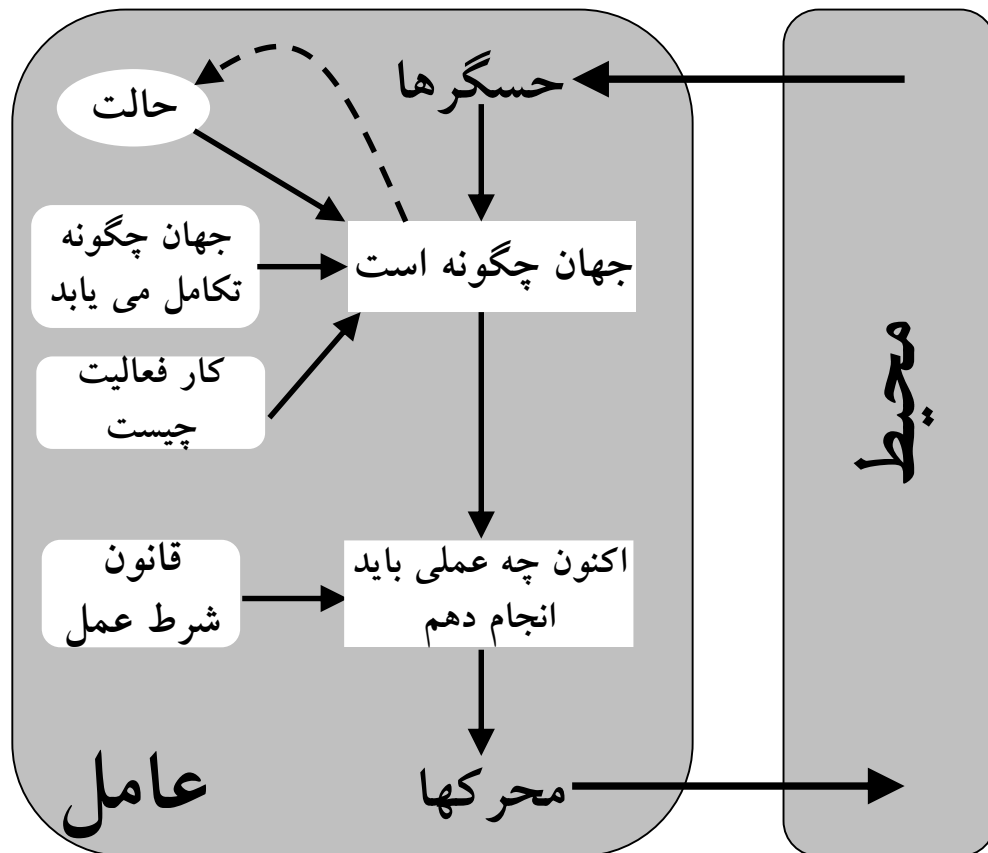 حسگرها
حالت
جهان چگونه
تکامل می یابد
جهان چگونه است
کار فعالیت
چیست
قانون
شرط عمل
اکنون چه عملی باید
انجام دهم
محرکها
عامل
محیط